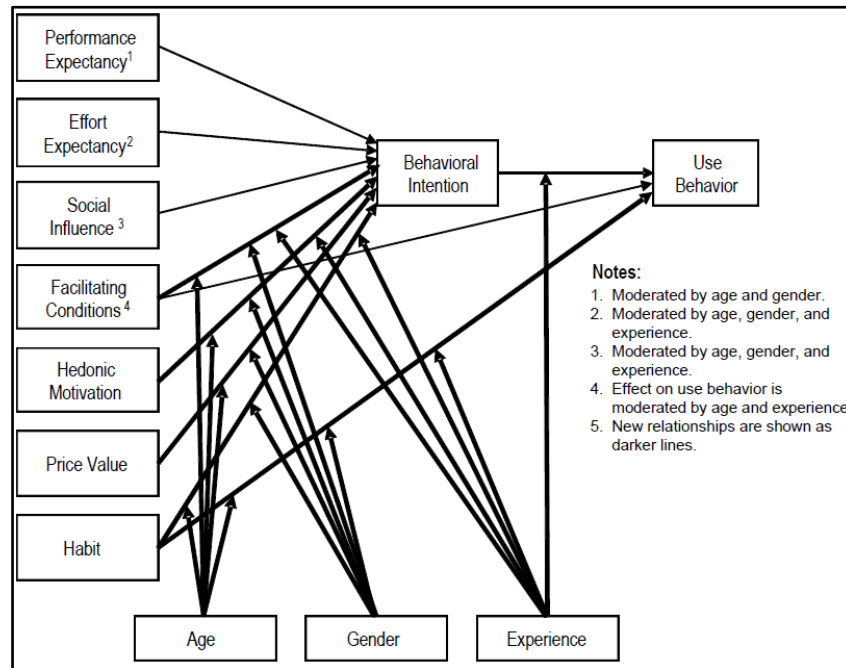 Performance
Expectancy1
Effort
Expectancy2
Social
Influence 3
Facilitating
Conditions 4
Hedonic
Motivation
Price Value
Habit
Behavioral
Intention
Use
Behavior
Notes:
1. Moderated by age and gender.
2. Moderated by age, gender, and
experience.
3. Moderated by age, gender, and
experience.
4. Effect on use behavior is
moderated by age and experience
5. New relationships are shown as
darker lines.
Age
Gender
Experience